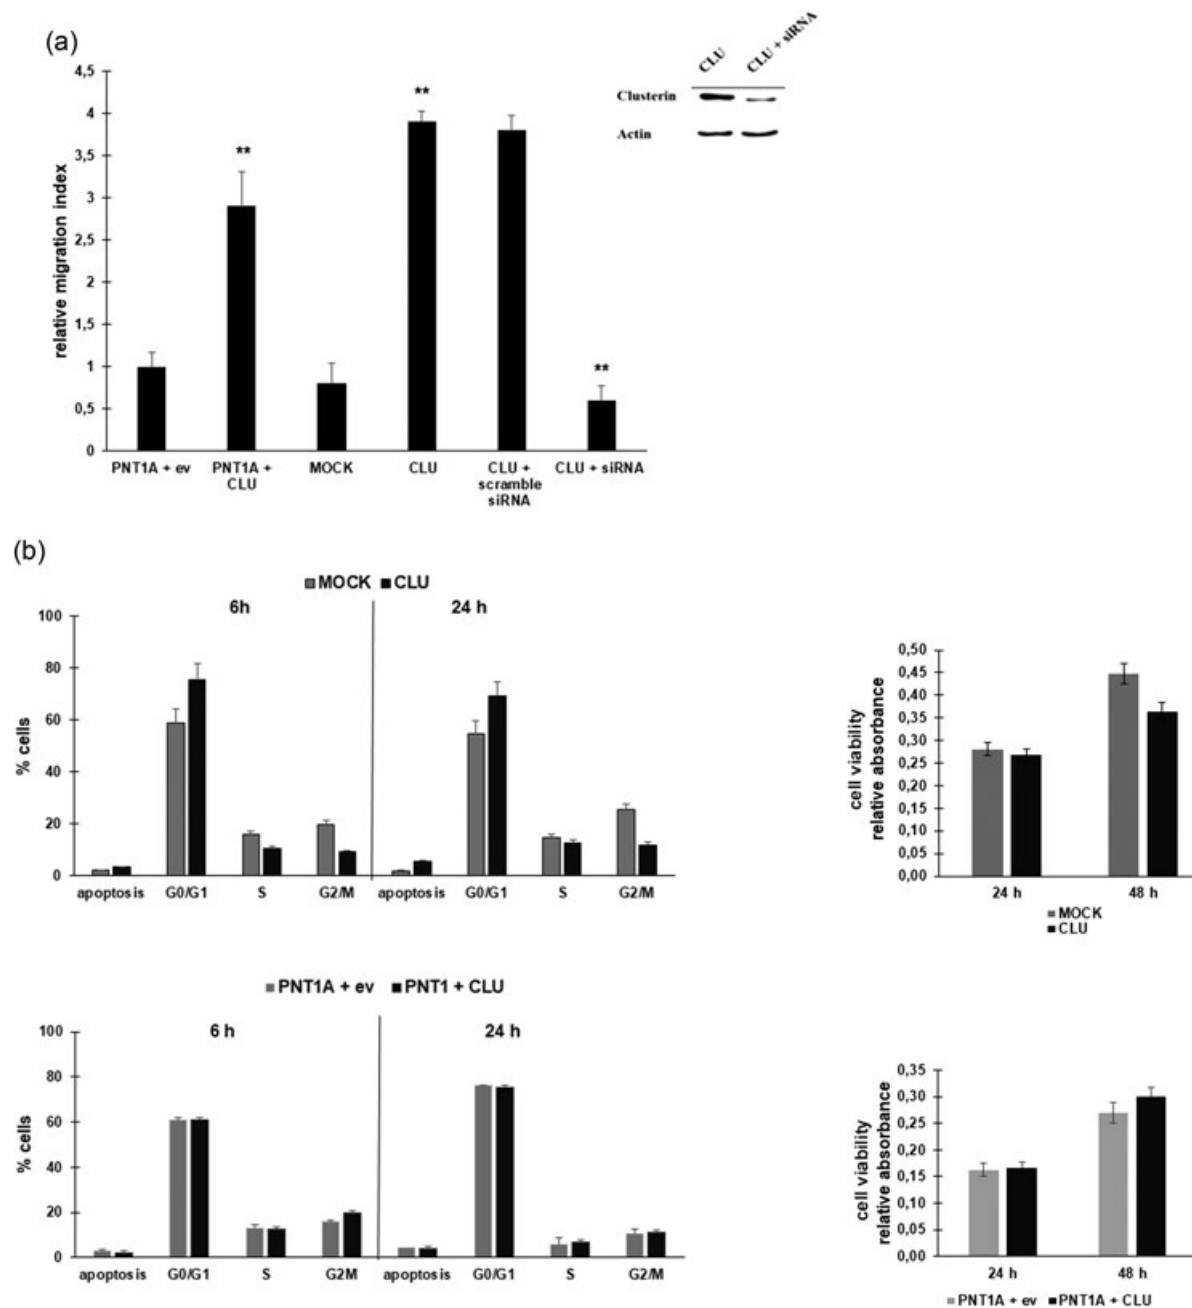 (a)
4,5
4
3,5
3
2,5
2
1,5
1
0,5
0
relative migration index
**
**
**
PNT1A + ev
PNT1A + CLU
MOCK
CLU
CLU + scramble siRNA
CLU + siRNA
CLU
CLU + siRNA
Clusterin
Actin
(b)
MOCK CLU
6h
24 h
100
80
60
40
20
0
% cells
apoptosis G0/G1 S G2/M apoptosis G0/G1 S G2/M
0,50
0,45
0,40
0,35
0,30
0,25
0,20
0,15
0,10
0,05
0,00
cell viability
relative absorbance
24 h 48 h
MOCK
CLU
PNT1A + ev PNT1 + CLU
6 h
24 h
100
80
60
40
20
0
% cells
apoptosis G0/G1 S G2M apoptosis G0/G1 S G2/M
0,35
0,30
0,25
0,20
0,15
0,10
0,05
0,00
cell viability
relative absorbance
24 h 48 h
PNT1A + ev PNT1A + CLU